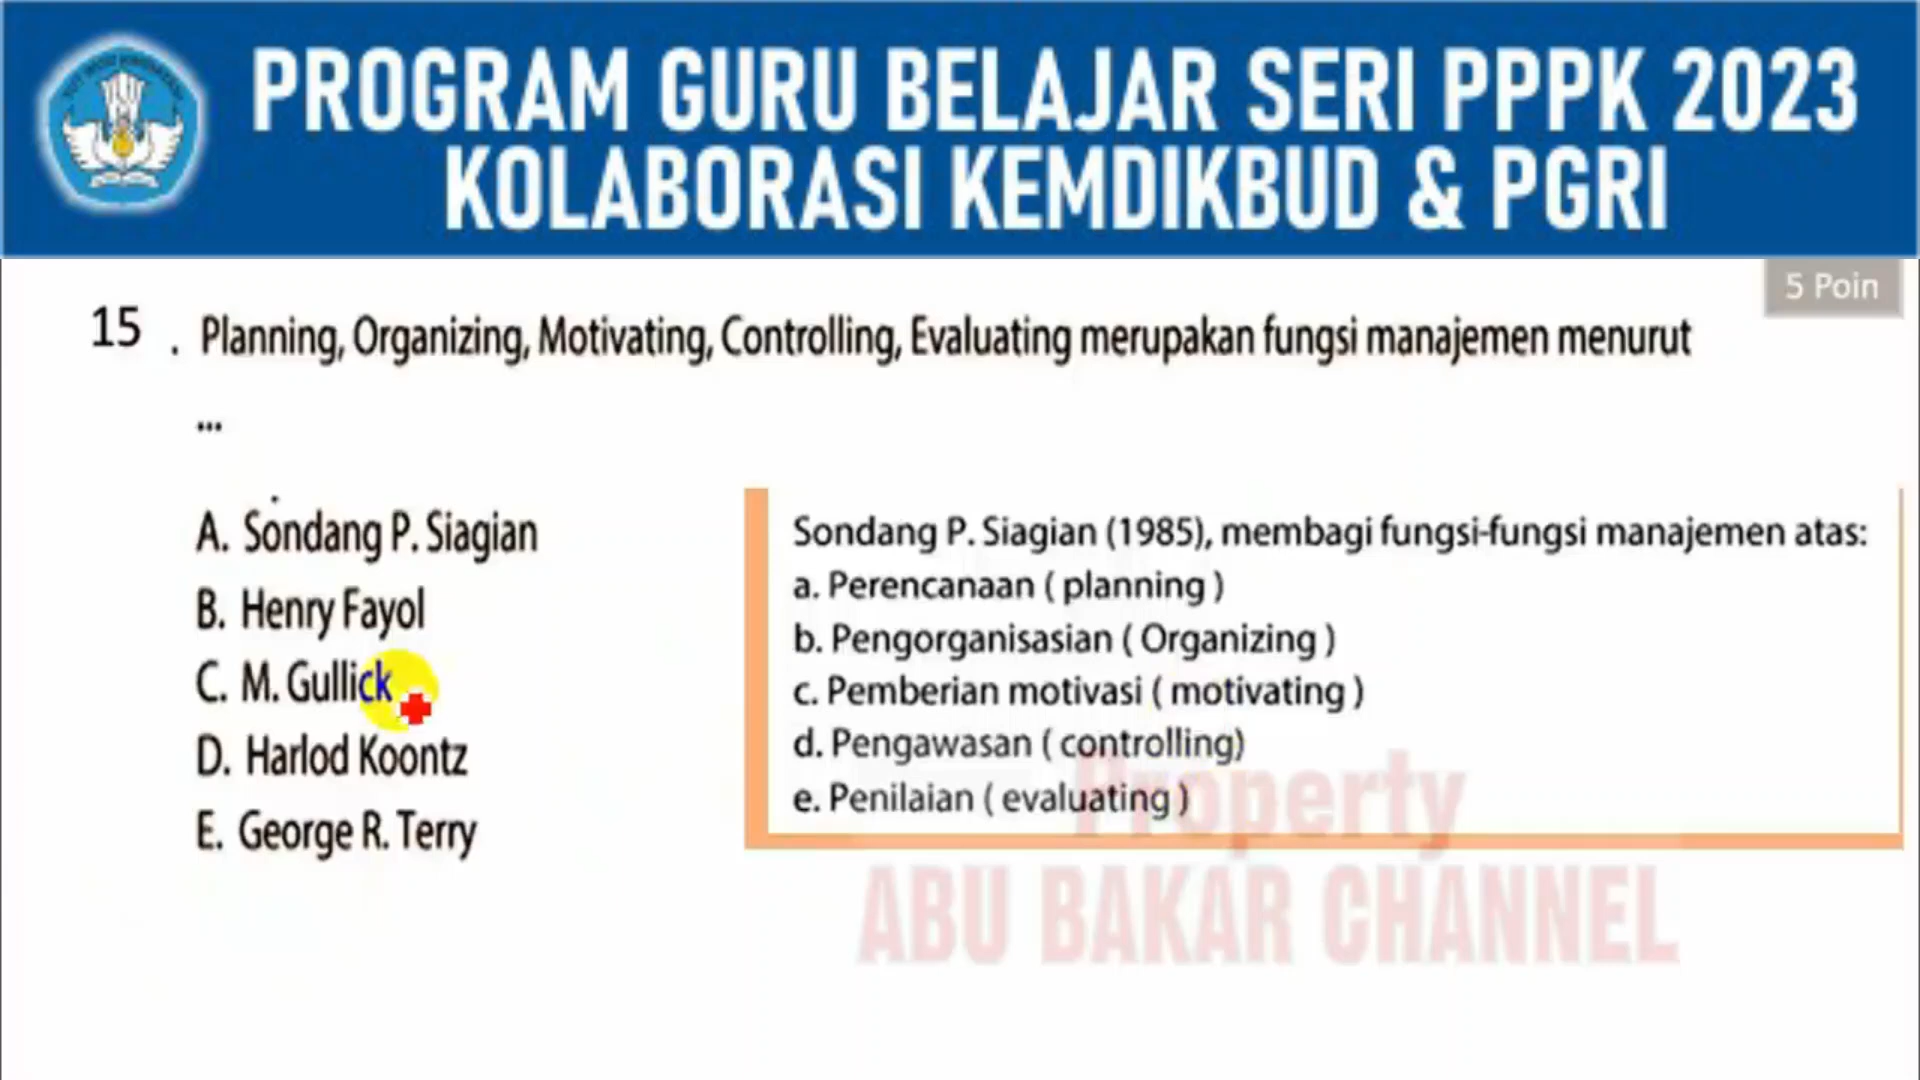 PROGRAM GURU BELAJAR SERI PPPK 2023
KOLABORASI KEMDIKBUD & PGRI
5 Poin
15 . Planning, Organizing, Motivating, Controlling, Evaluating merupakan fungsi manajemen menurut
...
A. Sondang P. Siagian
B. Henry Fayol
C. M. Gullick
D. Harlod Koontz
E. George R. Terry
Sondang P. Siagian (1985), membagi fungsi-fungsi manajemen atas:
a. Perencanaan ( planning )
b. Pengorganisasian ( Organizing )
c. Pemberian motivasi ( motivating )
d. Pengawasan ( controlling)
e. Penilaian ( evaluating )
Property
ABU BAKAR CHANNEL